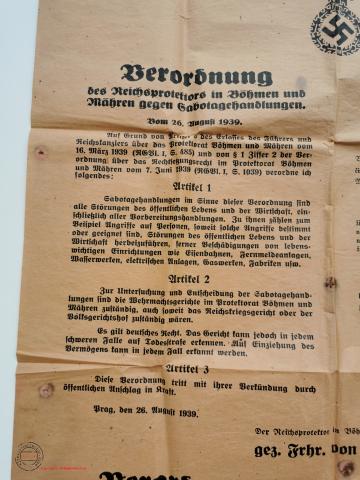 Verordnung
des Reichsprotektors in Böhmen und
Mähren gegen Sabotagehandlungen.
Vom 26. August 1939.
Auf Grund von des Erlasses des Führers und
Reichskanzlers über das Protektorat Böhmen und Mähren vom
16. März 1939 (RGBl. I, S. 485) und § 1 Ziffer 2 der Ver-
ordnung über das Rechtsetzungsrecht im Protektorat Böhmen
und Mähren vom 7. Juni 1939 (RGBl. I, S. 1039) verordne ich
folgendes:
Artikel 1
Sabotagehandlungen im Sinne dieser Verordnung sind
alle Störungen des öffentlichen Lebens und der Wirtschaft, ein-
schließlich aller Vorbereitungshandlungen. Zu ihnen zählen zum
Beispiel Angriffe auf Personen, soweit solche Angriffe bestimmt
oder geeignet sind, Störungen des öffentlichen Lebens und der
Wirtschaft herbeizuführen, ferner Beschädigungen von lebens-
wichtigen Einrichtungen wie Eisenbahnen, Fernmeldeanlagen,
Wasserwerken, elektrischen Anlagen, Gaswerken, Fabriken usw.
Artikel 2
Zur Untersuchung und Entscheidung der Sabotagehand-
lungen sind die Wehrmachtsgerichte im Protektorat Böhmen und
Mähren zuständig, auch soweit das Reichskriegsgericht oder der
Volksgerichtshof zuständig wären.
Es gilt deutsches Recht. Das Gericht kann jedoch in jedem
schweren Falle auf Todesstrafe erkennen. Auf Einziehung des
Vermögens kann in jedem Fall erkannt werden.
Artikel 3
Diese Verordnung tritt mit ihrer Verkündung durch
öffentlichen Anschlag in Kraft.
Prag, den 26. August 1939.
Der Reichsprotektor in Böh
gez. Frhr. von